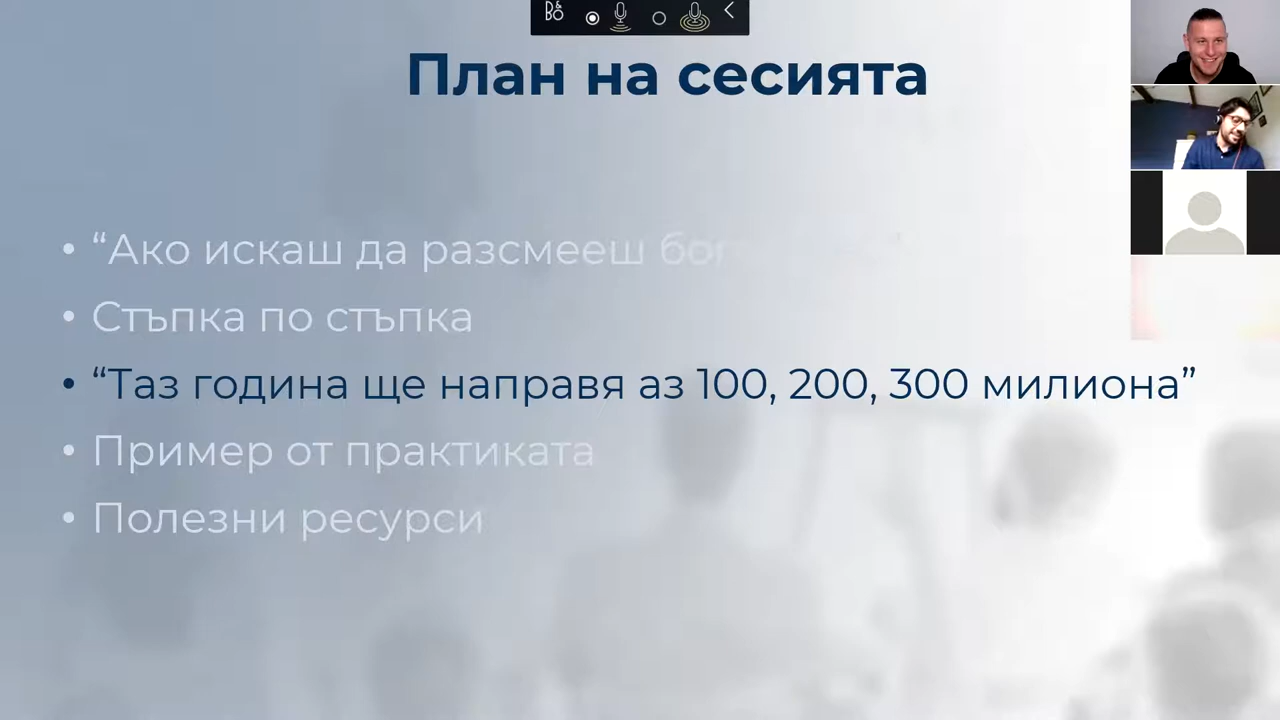 B&O
План на сесията
• “Ако искаш да разсмееш
• Стъпка по стъпка
• “Таз година ще направя аз 100, 200, 300 милиона”
• Пример от практиката
• Полезни ресурси